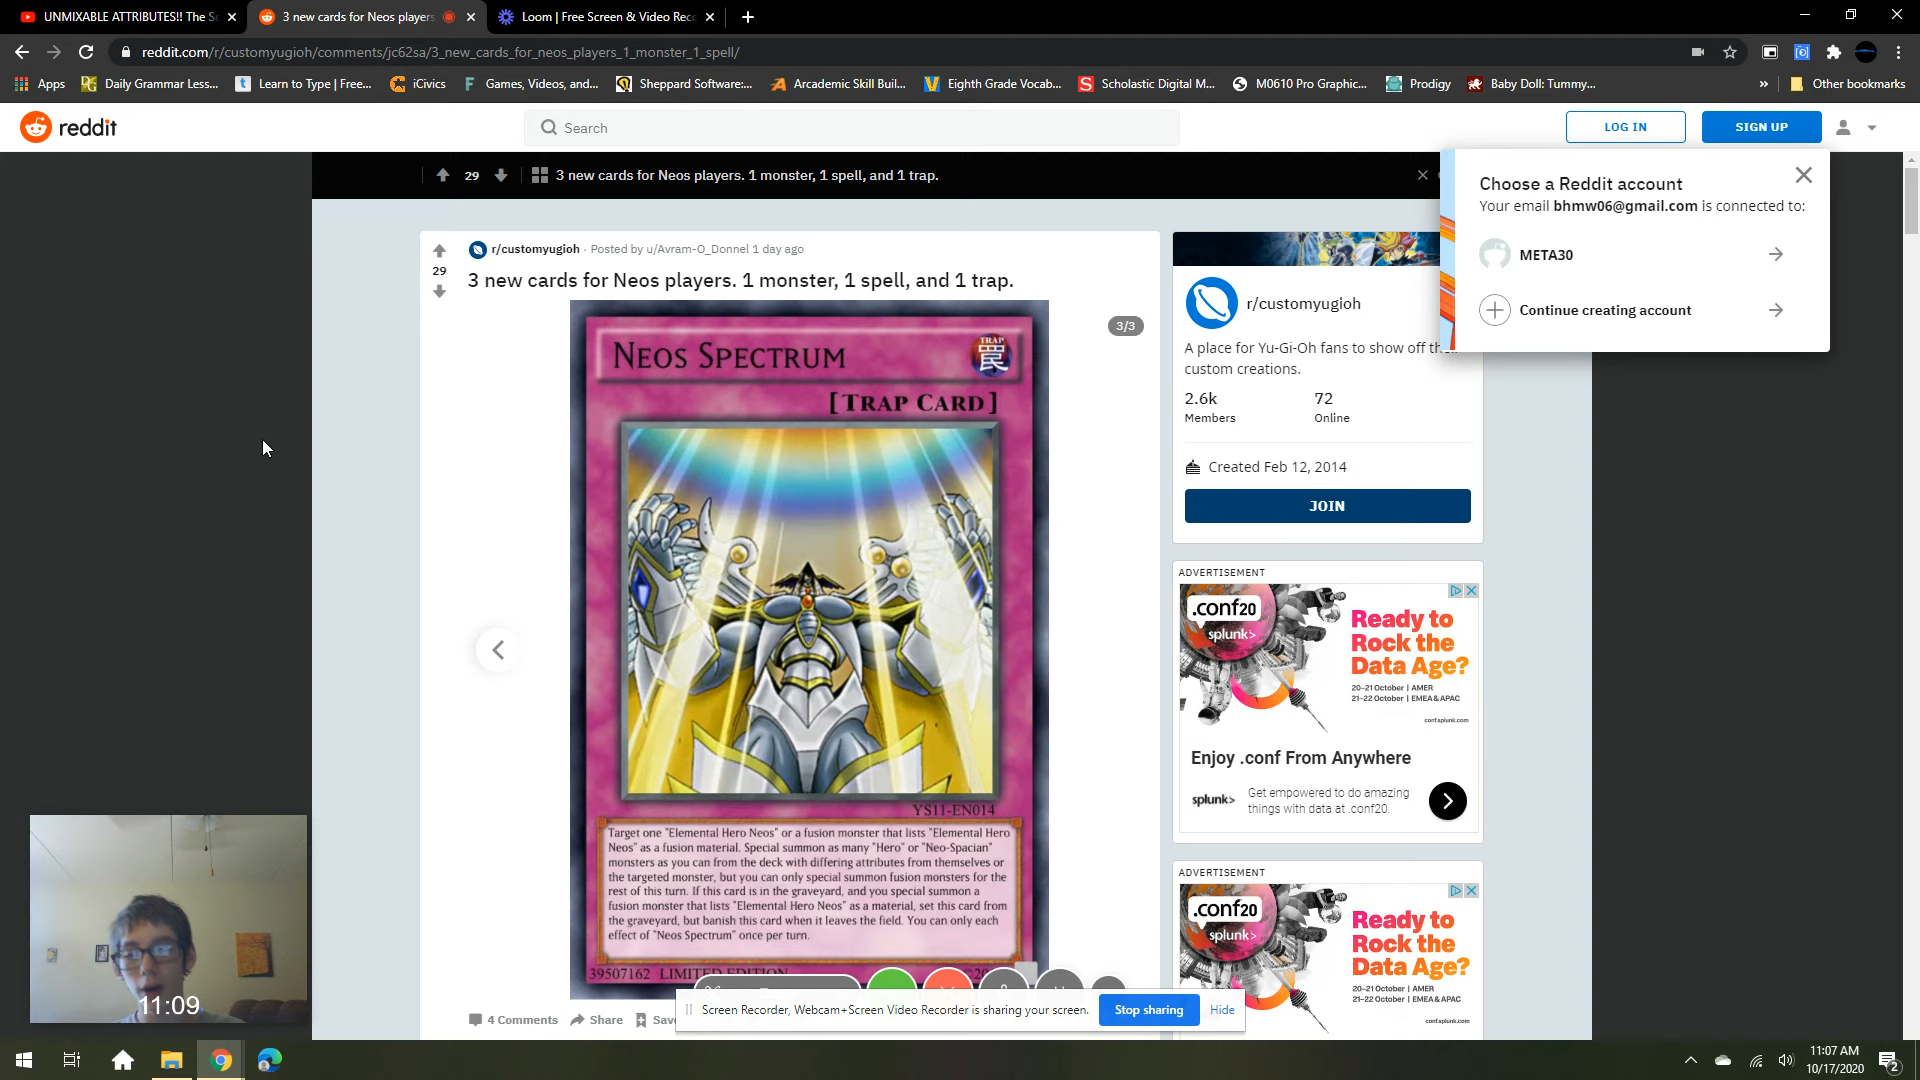 UNMIXABLE ATTRIBUTES!! The S
3 new cards for Neos players
Loom | Free Screen & Video Rec
reddit.com/r/customyugioh/comments/jc62sa/3_new_cards_for_neos_players_1_monster_1_spell/
Apps
Daily Grammar Less...
Learn to Type | Free...
iCivics
Games, Videos, and...
Sheppard Software:...
Arcademic Skill Buil...
Eighth Grade Vocab...
Scholastic Digital M...
M0610 Pro Graphic...
Prodigy
Baby Doll: Tummy...
»
Other bookmarks
reddit
Search
LOG IN
SIGN UP
29
3 new cards for Neos players. 1 monster, 1 spell, and 1 trap.
Choose a Reddit account
Your email bhmw06@gmail.com is connected to:
META30
Continue creating account
r/customyugioh · Posted by u/Avram-O_Donnel 1 day ago
29
3 new cards for Neos players. 1 monster, 1 spell, and 1 trap.
3/3
NEOS SPECTRUM
TRAP
罠
[TRAP CARD]
YS11-EN014
Target one "Elemental Hero Neos" or a fusion monster that lists "Elemental Hero
Neos" as a fusion material. Special summon as many "Hero" or "Neo-Spacian"
monsters as you can from the deck with differing attributes from themselves or
the targeted monster, but you can only special summon fusion monsters for the
rest of this turn. If this card is in the graveyard, and you special summon a
fusion monster that lists "Elemental Hero Neos" as a material, set this card from
the graveyard, but banish this card when it leaves the field. You can only each
effect of "Neos Spectrum" once per turn.
39507162 LIMITED EDITION
©20
4 Comments
Share
Sav
r/customyugioh
A place for Yu-Gi-Oh fans to show off the
custom creations.
2.6k
Members
72
Online
Created Feb 12, 2014
JOIN
ADVERTISEMENT
.conf20
splunk>
Ready to
Rock the
Data Age?
20–21 October | AMER
21–22 October | EMEA & APAC
conf.splunk.com
Enjoy .conf From Anywhere
splunk>
Get empowered to do amazing
things with data at .conf20.
ADVERTISEMENT
.conf20
splunk>
Ready to
Rock the
Data Age?
20–21 October | AMER
21–22 October | EMEA & APAC
conf.splunk.com
11:09
Screen Recorder, Webcam+Screen Video Recorder is sharing your screen.
Stop sharing
Hide
11:07 AM
10/17/2020
2